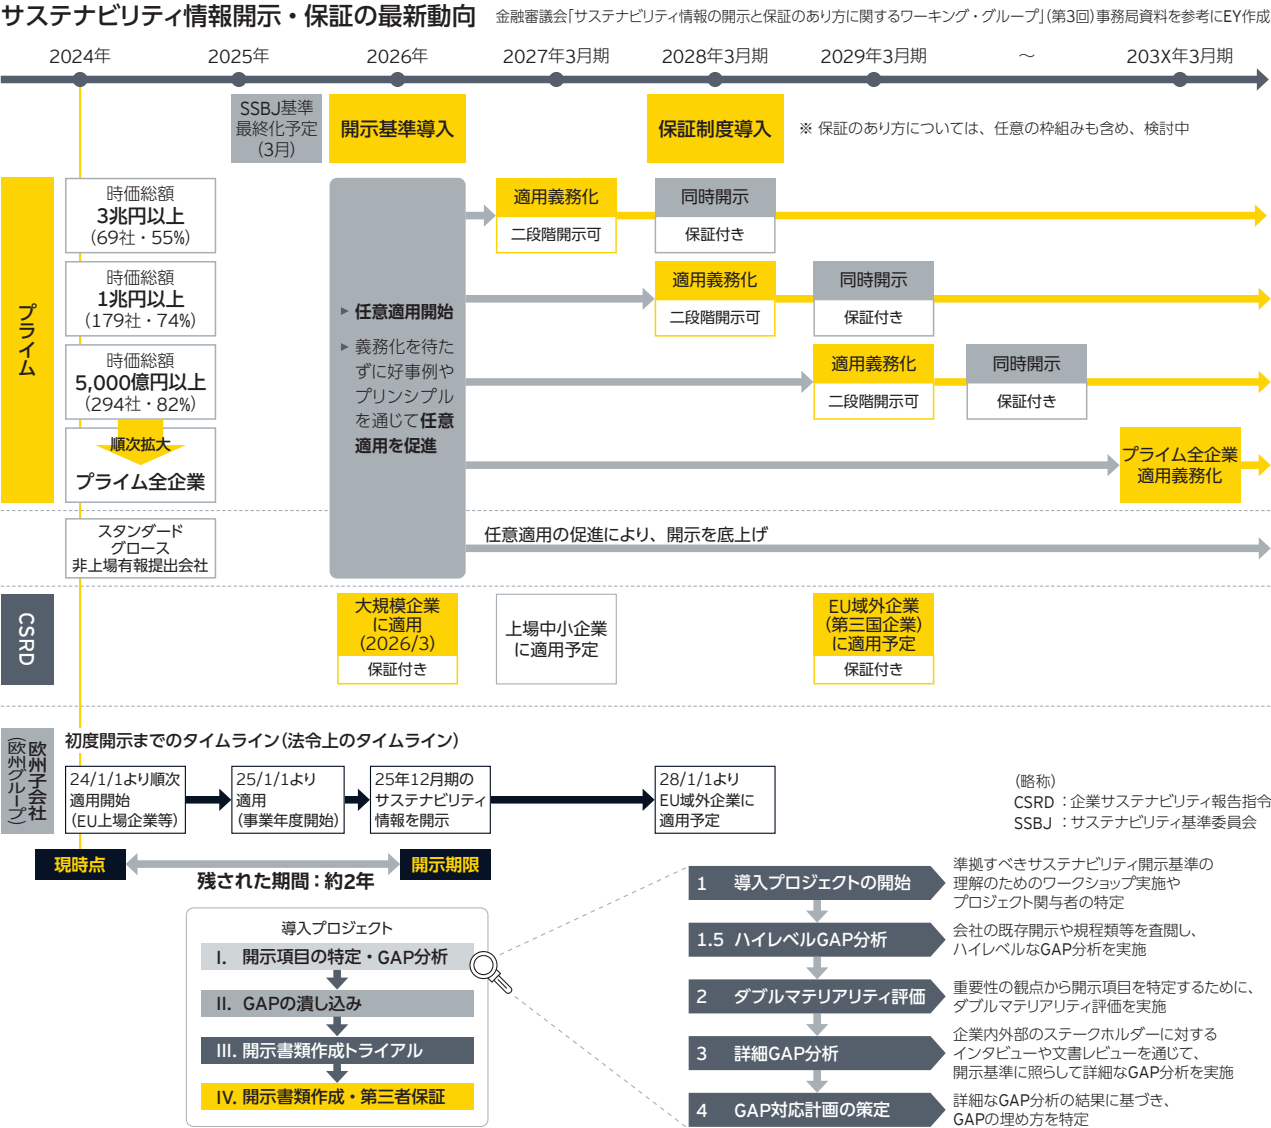 サステナビリティ情報開示・保証の最新動向
金融審議会「サステナビリティ情報の開示と保証のあり方に関するワーキング・グループ」（第3回）事務局資料を参考にEY作成
2024年
2025年
2026年
2027年3月期
2028年3月期
2029年3月期
～
203X年3月期
SSBJ基準
最終化予定
（3月）
開示基準導入
保証制度導入
※ 保証のあり方については、任意の枠組みも含め、検討中
プライム
時価総額
3兆円以上
（69社・55%）
適用義務化
二段階開示可
同時開示
保証付き
時価総額
1兆円以上
（179社・74%）
適用義務化
二段階開示可
同時開示
保証付き
時価総額
5,000億円以上
（294社・82%）
適用義務化
二段階開示可
同時開示
保証付き
順次拡大
プライム全企業
プライム全企業
適用義務化
▶ 任意適用開始
▶ 義務化を待た
ずに好事例や
プリンシプル
を通じて任意
適用を促進
スタンダード
グロース
非上場有報提出会社
任意適用の促進により、開示を底上げ
CSRD
大規模企業
に適用
（2026/3）
保証付き
上場中小企業
に適用予定
EU域外企業
（第三国企業）
に適用予定
保証付き
欧州子会社
（欧州グループ）
初度開示までのタイムライン（法令上のタイムライン）
24/1/1より順次
適用開始
（EU上場企業等）
25/1/1より
適用
（事業年度開始）
25年12月期の
サステナビリティ
情報を開示
28/1/1より
EU域外企業に
適用予定
（略称）
CSRD ：企業サステナビリティ報告指令
SSBJ ：サステナビリティ基準委員会
現時点
開示期限
残された期間：約2年
導入プロジェクト
I. 開示項目の特定・GAP分析
II. GAPの潰し込み
III. 開示書類作成トライアル
IV. 開示書類作成・第三者保証
1 導入プロジェクトの開始
準拠すべきサステナビリティ開示基準の
理解のためのワークショップ実施や
プロジェクト関与者の特定
1.5 ハイレベルGAP分析
会社の既存開示や規程類等を査閲し、
ハイレベルなGAP分析を実施
2 ダブルマテリアリティ評価
重要性の観点から開示項目を特定するために、
ダブルマテリアリティ評価を実施
3 詳細GAP分析
企業内外部のステークホルダーに対する
インタビューや文書レビューを通じて、
開示基準に照らして詳細なGAP分析を実施
4 GAP対応計画の策定
詳細なGAP分析の結果に基づき、
GAPの埋め方を特定